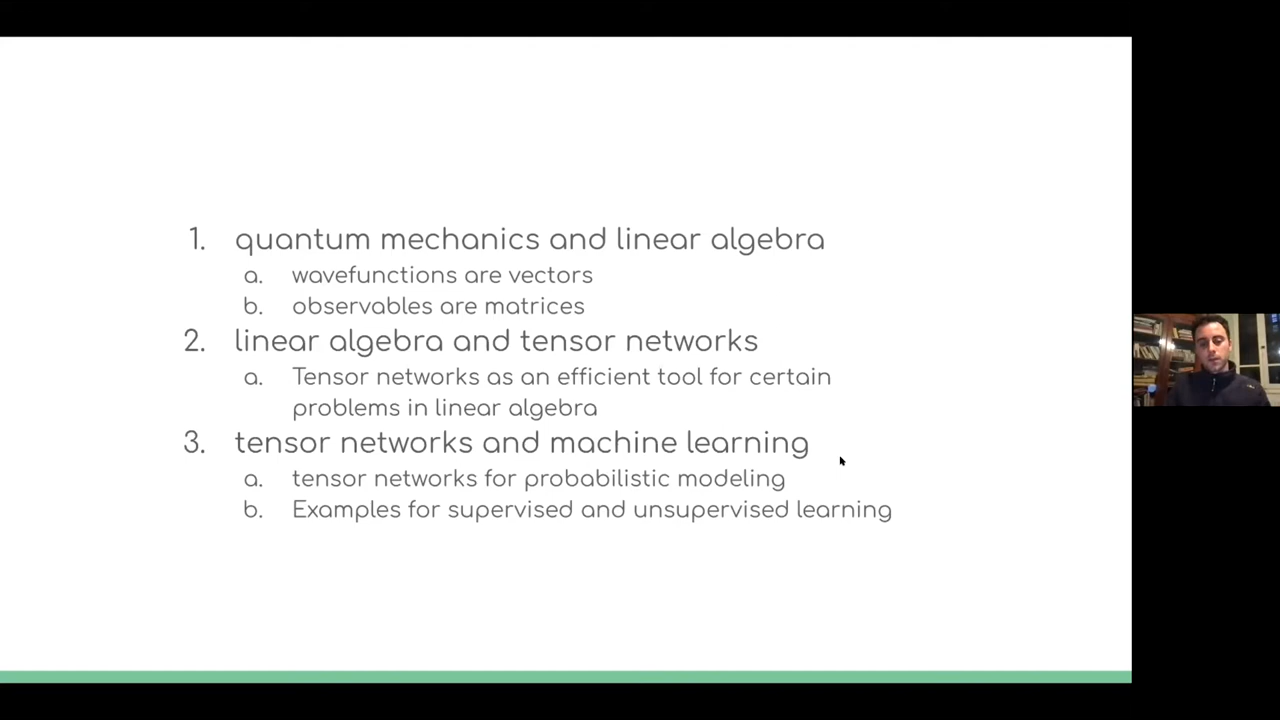 1. quantum mechanics and linear algebra
a. wavefunctions are vectors
b. observables are matrices
2. linear algebra and tensor networks
a. Tensor networks as an efficient tool for certain
problems in linear algebra
3. tensor networks and machine learning
a. tensor networks for probabilistic modeling
b. Examples for supervised and unsupervised learning